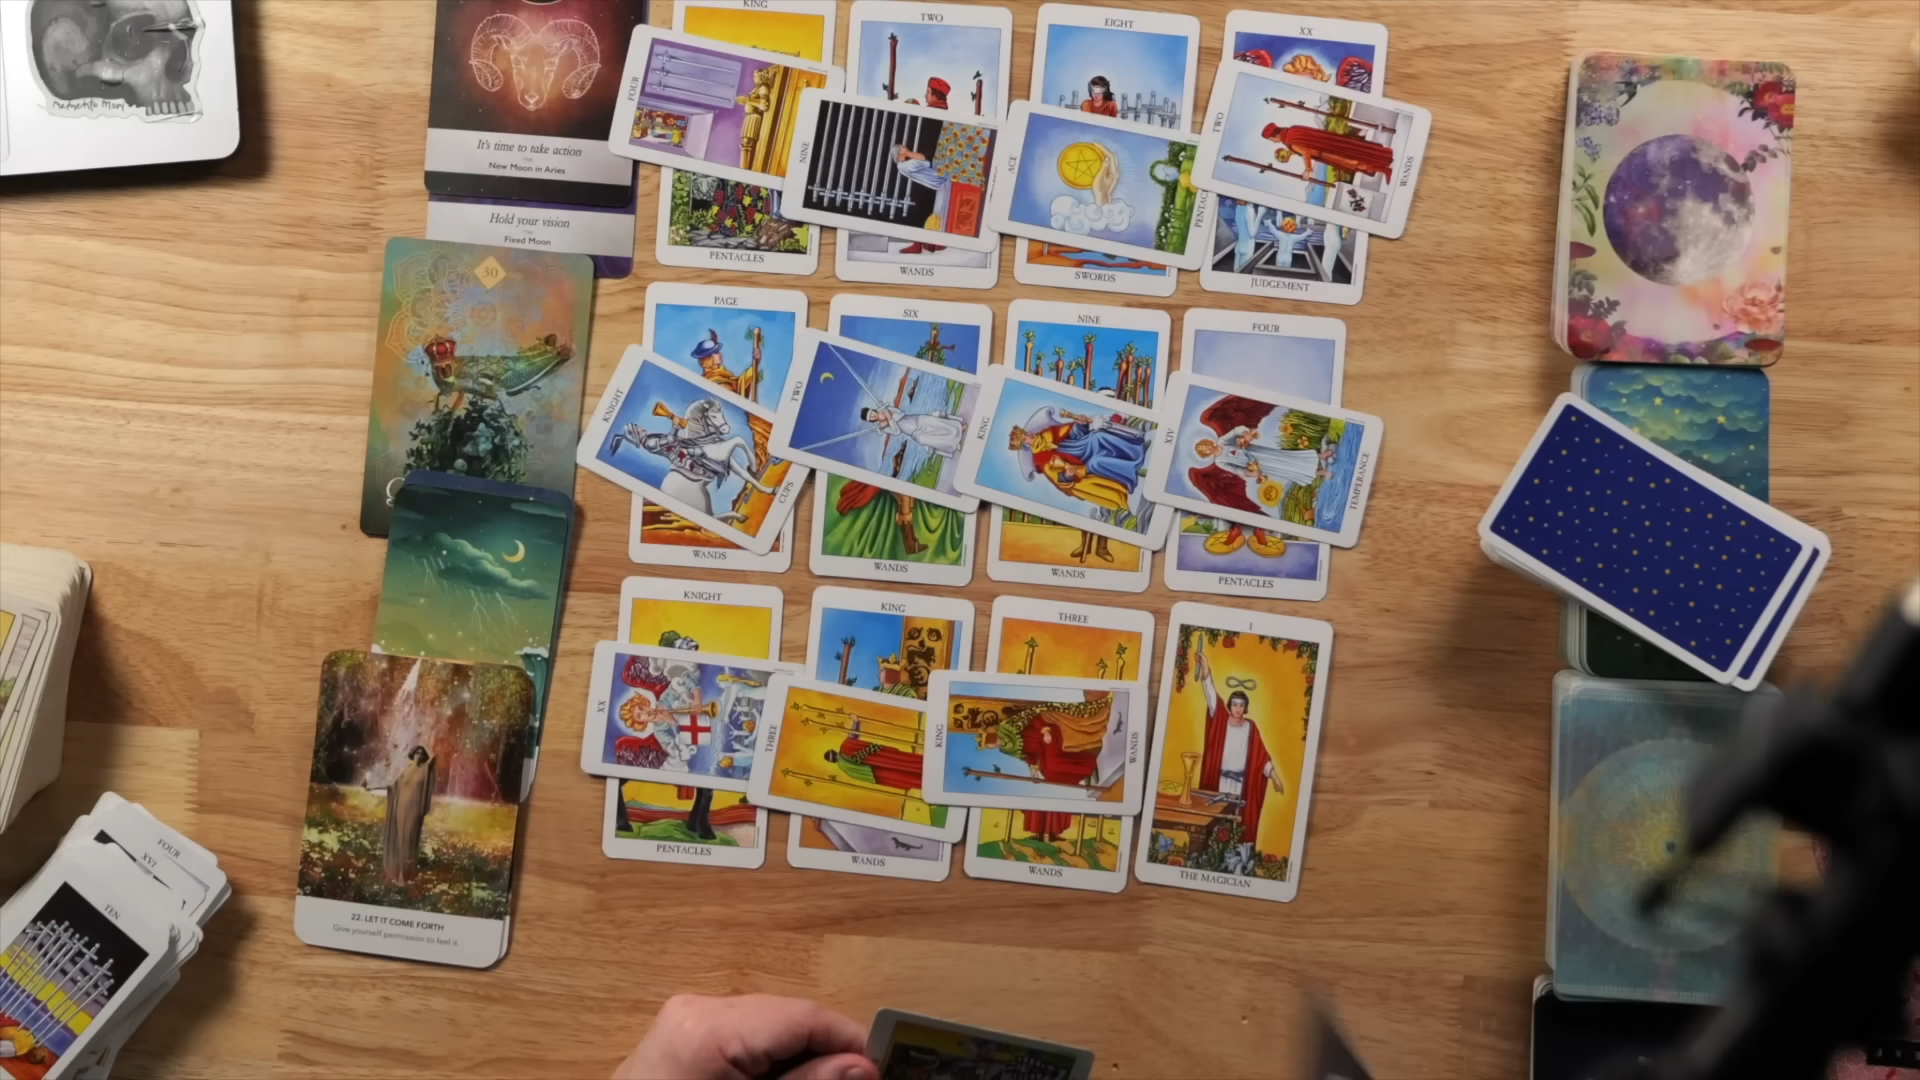 memento mori
It's time to take action
New Moon in Aries
Hold your vision
Fixed Moon
30
KING
FOUR
PENTACLES
TWO
NINE
WANDS
EIGHT
ACE
SWORDS
XX
TWO
WANDS
JUDGEMENT
PAGE
KNIGHT
CUPS
WANDS
SIX
TWO
WANDS
NINE
KING
WANDS
FOUR
XIV
TEMPERANCE
PENTACLES
KNIGHT
XX
PENTACLES
KING
THREE
WANDS
THREE
KING
WANDS
WANDS
I
THE MAGICIAN
22. LET IT COME FORTH
Give yourself permission to feel it.
FOUR
XVI
TEN